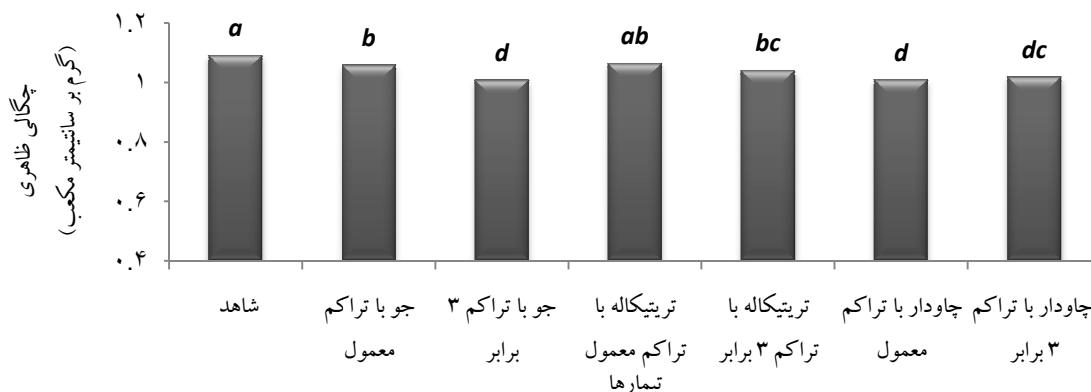 چگالی ظاهری
(گرم بر سانتیمتر مکعب)
۱.۲
۱
۰.۸
۰.۶
۰.۴
a
b
d
ab
bc
d
dc
شاهد
جو با تراکم
معمول
جو با تراکم ۳
برابر
تریتیکاله با
تراکم معمول
تریتیکاله با
تراکم ۳ برابر
چاودار با تراکم
معمول
چاودار با تراکم
۳ برابر
تیمارها